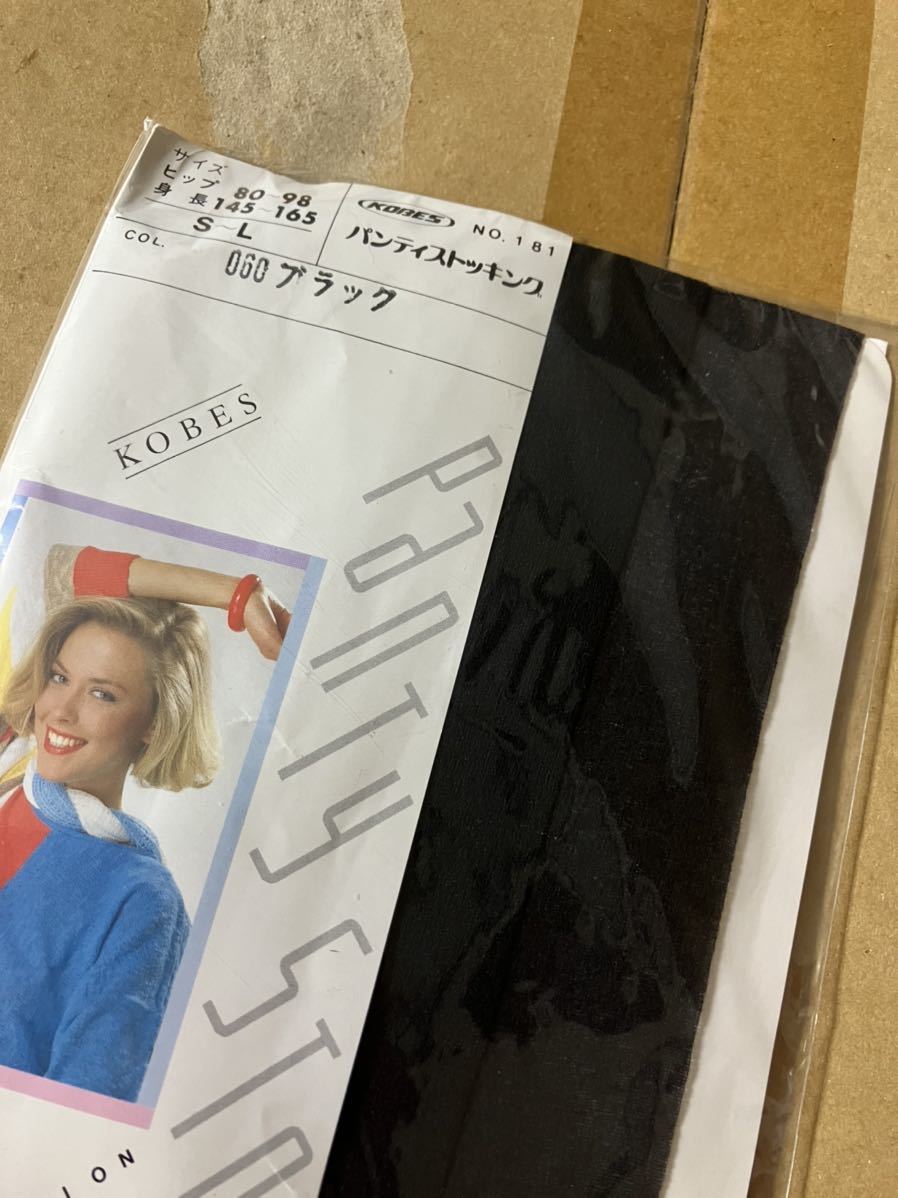 サイズ
ヒップ 80~98
身長 145~165
S~L
KOBES NO.181
パンティストッキング
COL. 060 ブラック
KOBES
Panty St
ION